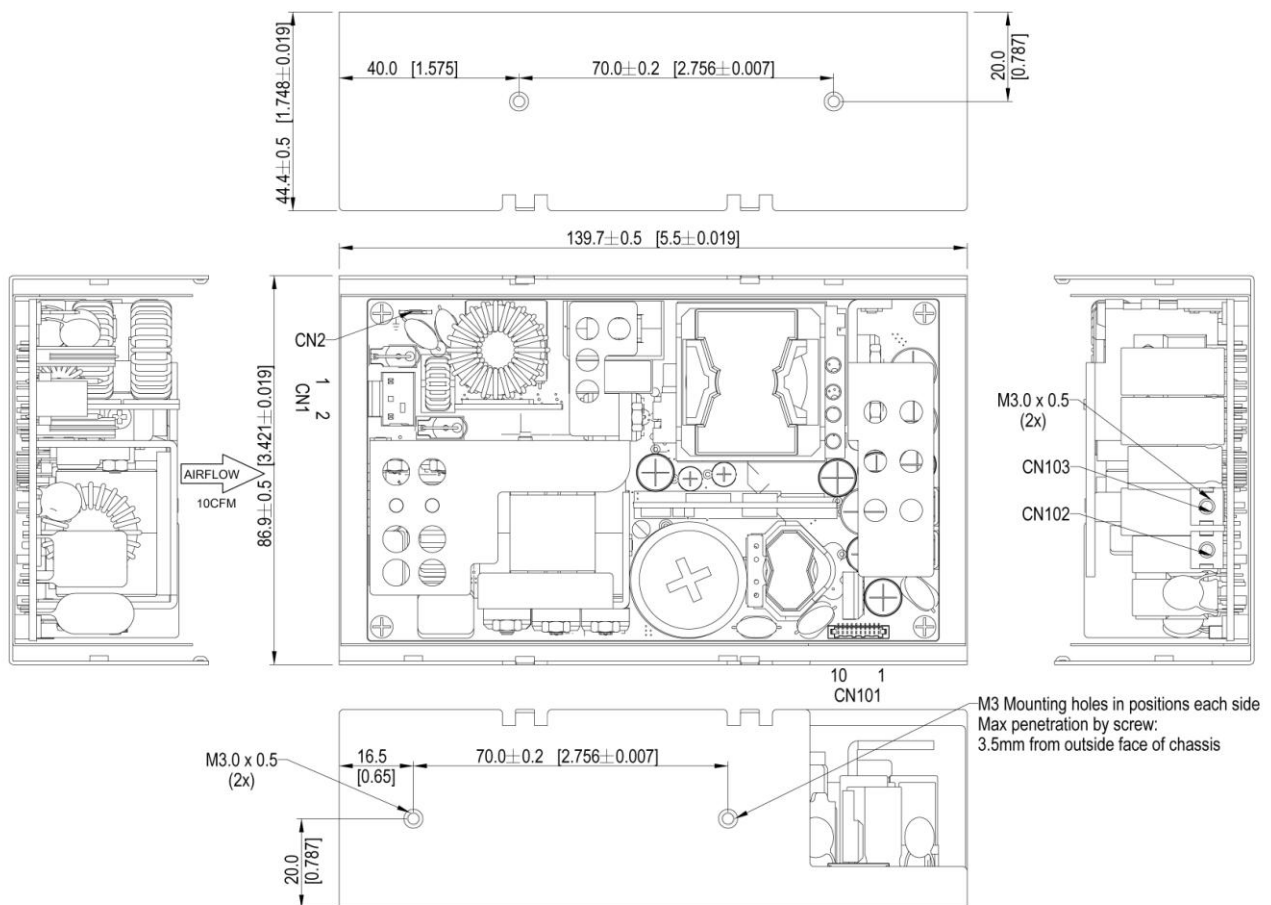 44.4±0.5 [1.748±0.019]
40.0 [1.575]
70.0±0.2 [2.756±0.007]
20.0
[0.787]
139.7±0.5 [5.5±0.019]
86.9±0.5 [3.421±0.019]
CN2
1 2
CN1
AIRFLOW
10CFM
M3.0 x 0.5
(2x)
CN103
CN102
10 1
CN101
M3 Mounting holes in positions each side
Max penetration by screw:
3.5mm from outside face of chassis
M3.0 x 0.5
(2x)
16.5
[0.65]
70.0±0.2 [2.756±0.007]
20.0
[0.787]